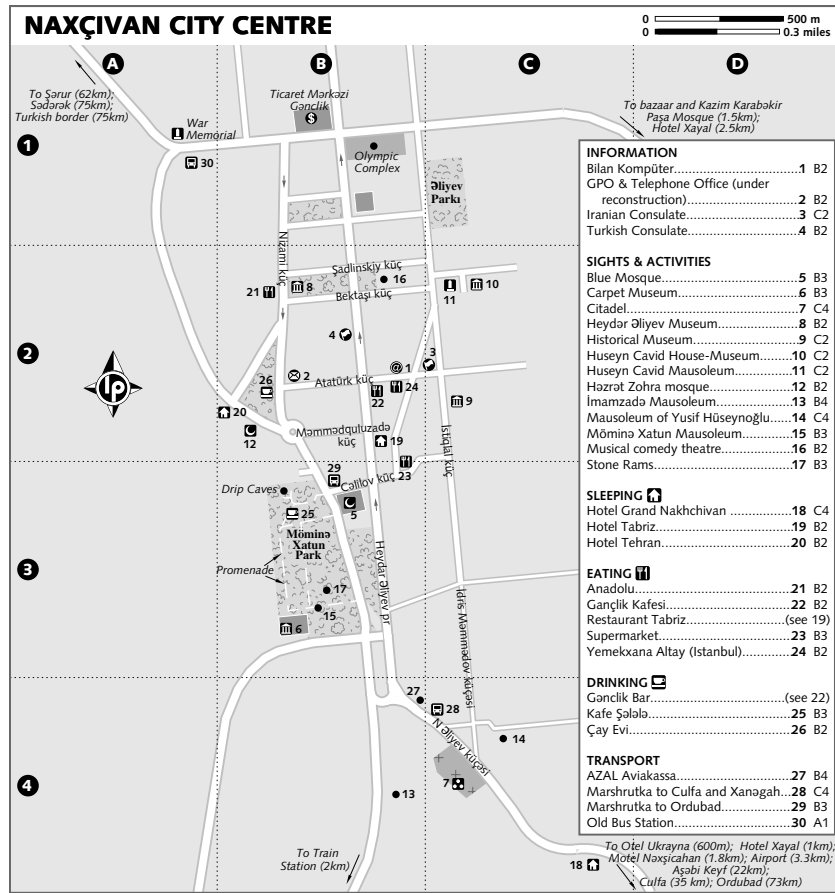 NAXÇIVAN CITY CENTRE
0 500 m
0 0.3 miles
A
B
C
D
1
2
3
4
To Şərur (62km);
Sədərək (75km);
Turkish border (75km)
War
Memorial
30
Ticarət Mərkəzi
Gənclik
$
Olympic
Complex
To bazaar and Kazim Karabəkir
Paşa Mosque (1.5km);
Hotel Xayal (2.5km)
Əliyev
Parkı
Nizami küç
Şadlinskiy küç
16
21
8
Bektaşı küç
11
10
4
1
3
2
26
Atatürk küç
22
24
9
lp
20
12
Məmmədquluzadə
küç
19
İstiqlal küç
29
Cəlilov küç
23
Drip Caves
5
25
Möminə
Xatun
Park
Promenade
17
15
6
Heydar Əliyev pr
İdris Məmmədov küçəsi
27
28
N Əliyev küçəsi
14
7
13
To Train
Station (2km)
18
To Otel Ukrayna (600m); Hotel Xayal (1km);
Motel Nəxşicahan (1.8km); Airport (3.3km);
Aşəbi Keyf (22km);
Culfa (35 km); Ordubad (73km)
INFORMATION
Bilan Kompüter 1 B2
GPO & Telephone Office (under
reconstruction) 2 B2
Iranian Consulate 3 C2
Turkish Consulate 4 B2
SIGHTS & ACTIVITIES
Blue Mosque 5 B3
Carpet Museum 6 B3
Citadel 7 C4
Heydər Əliyev Museum 8 B2
Historical Museum 9 C2
Huseyn Cavid House-Museum 10 C2
Huseyn Cavid Mausoleum 11 C2
Həzrət Zohra mosque 12 B2
İmamzadə Mausoleum 13 B4
Mausoleum of Yusif Hüseynoğlu 14 C4
Möminə Xatun Mausoleum 15 B3
Musical comedy theatre 16 B2
Stone Rams 17 B3
SLEEPING
Hotel Grand Nakhchivan 18 C4
Hotel Tabriz 19 B2
Hotel Tehran 20 B2
EATING
Anadolu 21 B2
Gançlik Kafesi 22 B2
Restaurant Tabriz (see 19)
Supermarket 23 B3
Yemekxana Altay (Istanbul) 24 B2
DRINKING
Gənclik Bar (see 22)
Kafe Şələlə 25 B3
Çay Evi 26 B2
TRANSPORT
AZAL Aviakassa 27 B4
Marshrutka to Culfa and Xanəgah 28 C4
Marshrutka to Ordubad 29 B3
Old Bus Station 30 A1